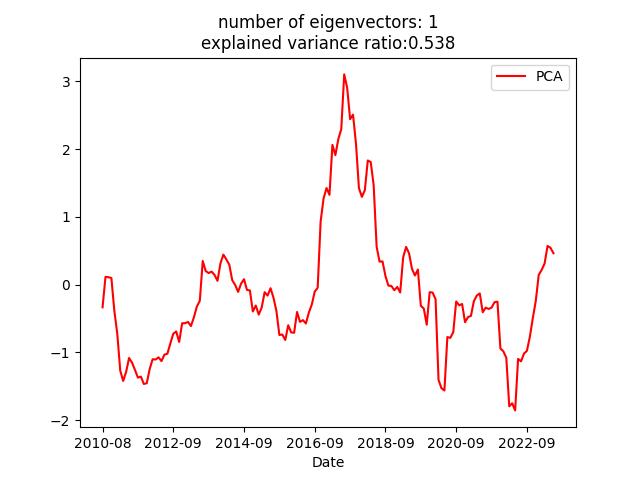 number of eigenvectors: 1
explained variance ratio:0.538
PCA
3
2
1
0
−1
−2
2010-08 2012-09 2014-09 2016-09 2018-09 2020-09 2022-09
Date